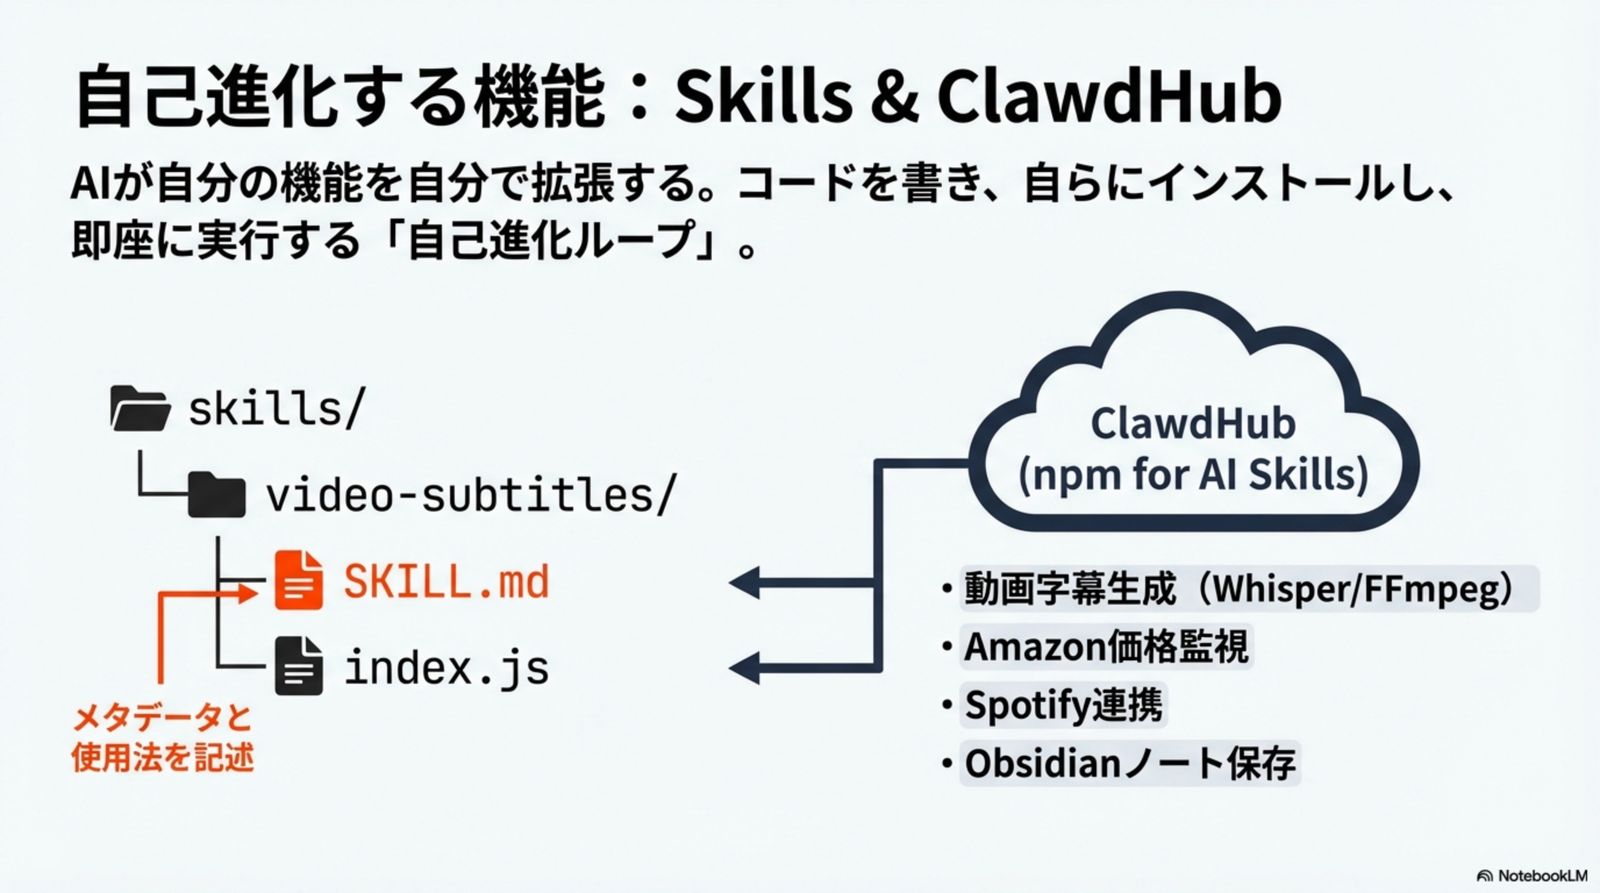 自己進化する機能：Skills & ClawdHub
AIが自分の機能を自分で拡張する。コードを書き、自らにインストールし、
即座に実行する「自己進化ループ」。
skills/
video-subtitles/
SKILL.md
index.js
メタデータと
使用法を記述
ClawdHub
(npm for AI Skills)
・動画字幕生成（Whisper/FFmpeg）
・Amazon価格監視
・Spotify連携
・Obsidianノート保存
NotebookLM